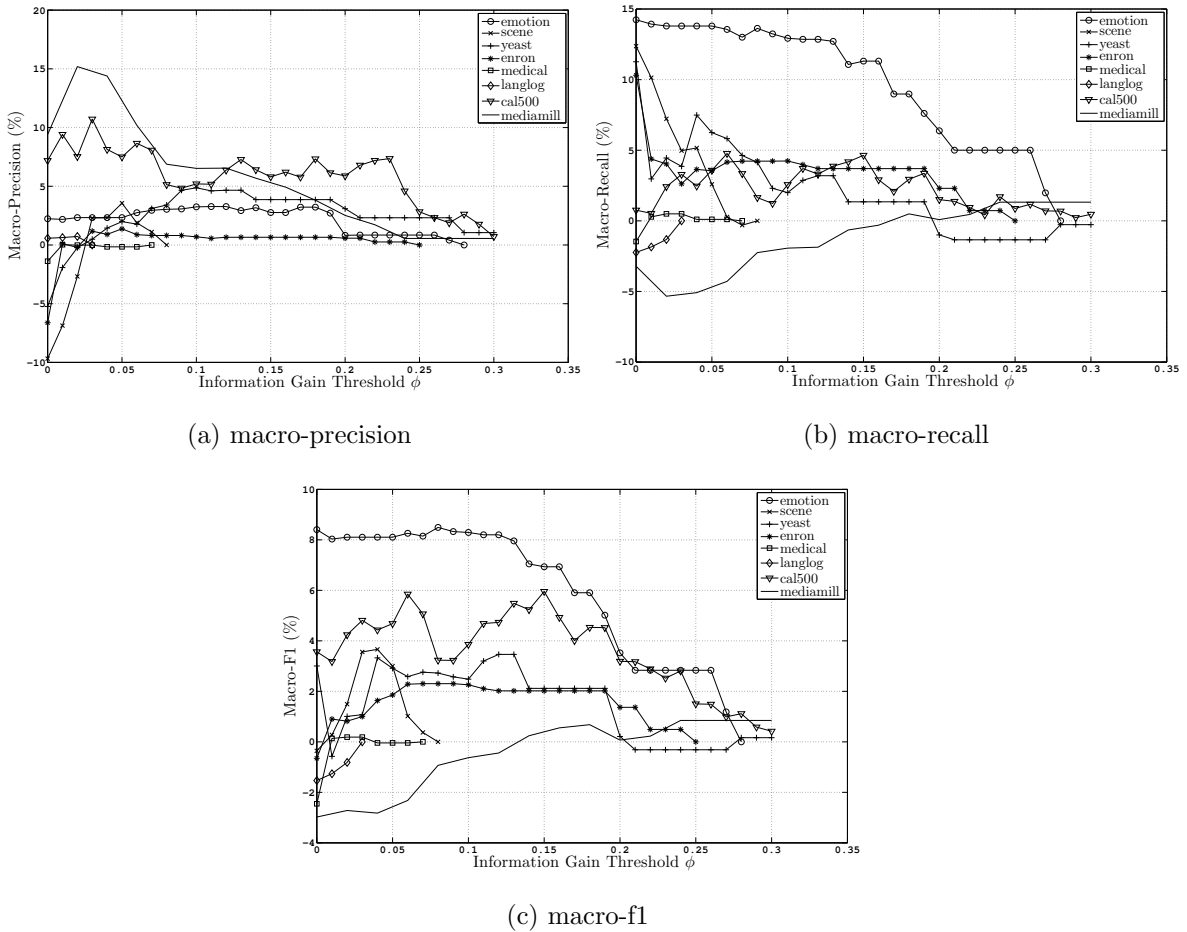 20
15
10
5
0
−5
−10
0
0.05
0.1
0.15
0.2
0.25
0.3
0.35
Macro-Precision (%)
Information Gain Threshold ϕ
emotion
scene
yeast
enron
medical
langlog
cal500
mediamill
(a) macro-precision
15
10
5
0
−5
−10
0
0.05
0.1
0.15
0.2
0.25
0.3
0.35
Macro-Recall (%)
Information Gain Threshold ϕ
emotion
scene
yeast
enron
medical
langlog
cal500
mediamill
(b) macro-recall
10
8
6
4
2
0
−2
−4
0
0.05
0.1
0.15
0.2
0.25
0.3
0.35
Macro-F1 (%)
Information Gain Threshold ϕ
emotion
scene
yeast
enron
medical
langlog
cal500
mediamill
(c) macro-f1